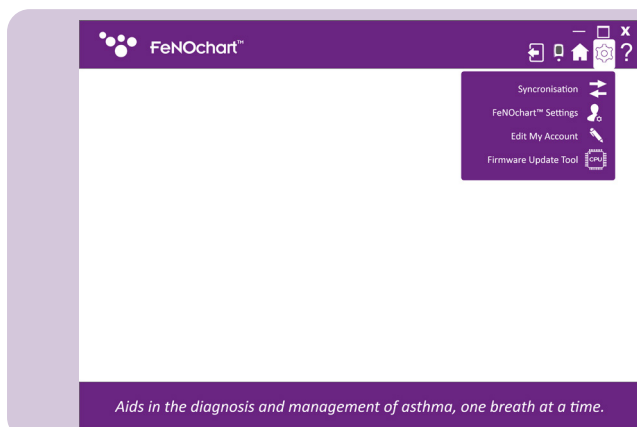 FeNOchart™
X
?
Syncronisation
FeNOchart™ Settings
Edit My Account
Firmware Update Tool
CPU
Aids in the diagnosis and management of asthma, one breath at a time.